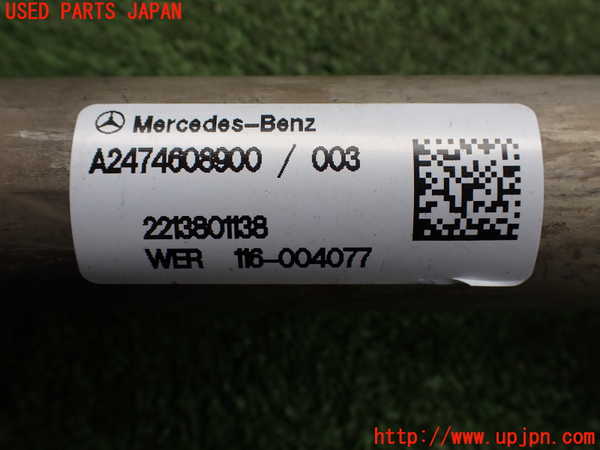 USED PARTS JAPAN
Mercedes-Benz
A2474608900 / 003
2213801138
WER 116-004077
http://www.upjpn.com/